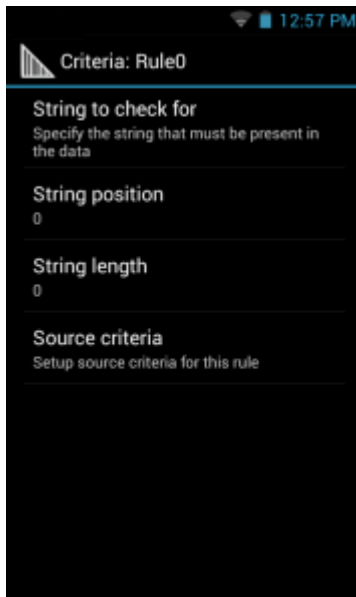 12:57 PM
Criteria: Rule0
String to check for
Specify the string that must be present in
the data
String position
0
String length
0
Source criteria
Setup source criteria for this rule